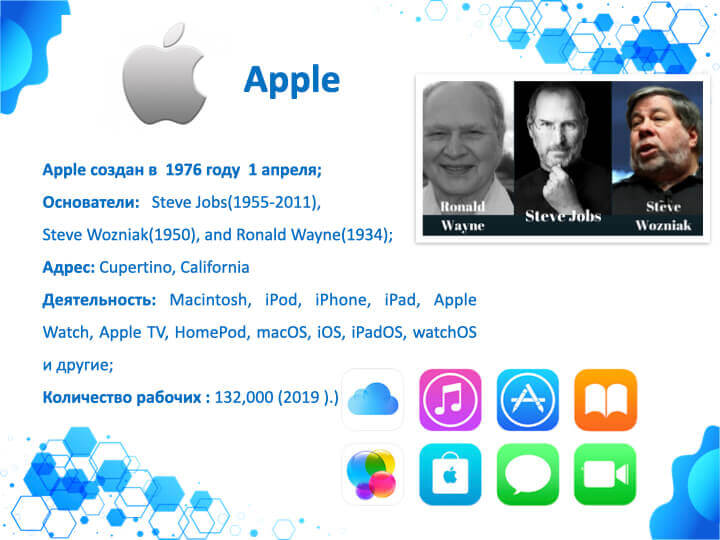 Apple
Ronald
Wayne
Steve Jobs
Steve
Wozniak
Apple создан в 1976 году 1 апреля;
Основатели: Steve Jobs(1955-2011),
Steve Wozniak(1950), and Ronald Wayne(1934);
Адрес: Cupertino, California
Деятельность: Macintosh, iPod, iPhone, iPad, Apple
Watch, Apple TV, HomePod, macOS, iOS, iPadOS, watchOS
и другие;
Количество рабочих : 132,000 (2019 ).)